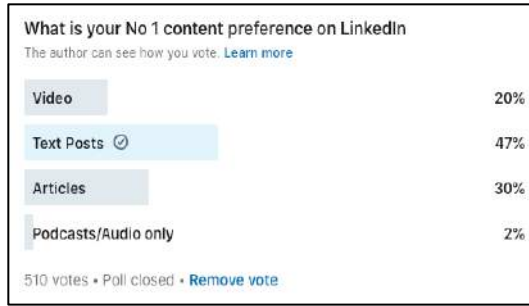 What is your No 1 content preference on LinkedIn
The author can see how you vote. Learn more
Video 20%
Text Posts 47%
Articles 30%
Podcasts/Audio only 2%
510 votes • Poll closed • Remove vote